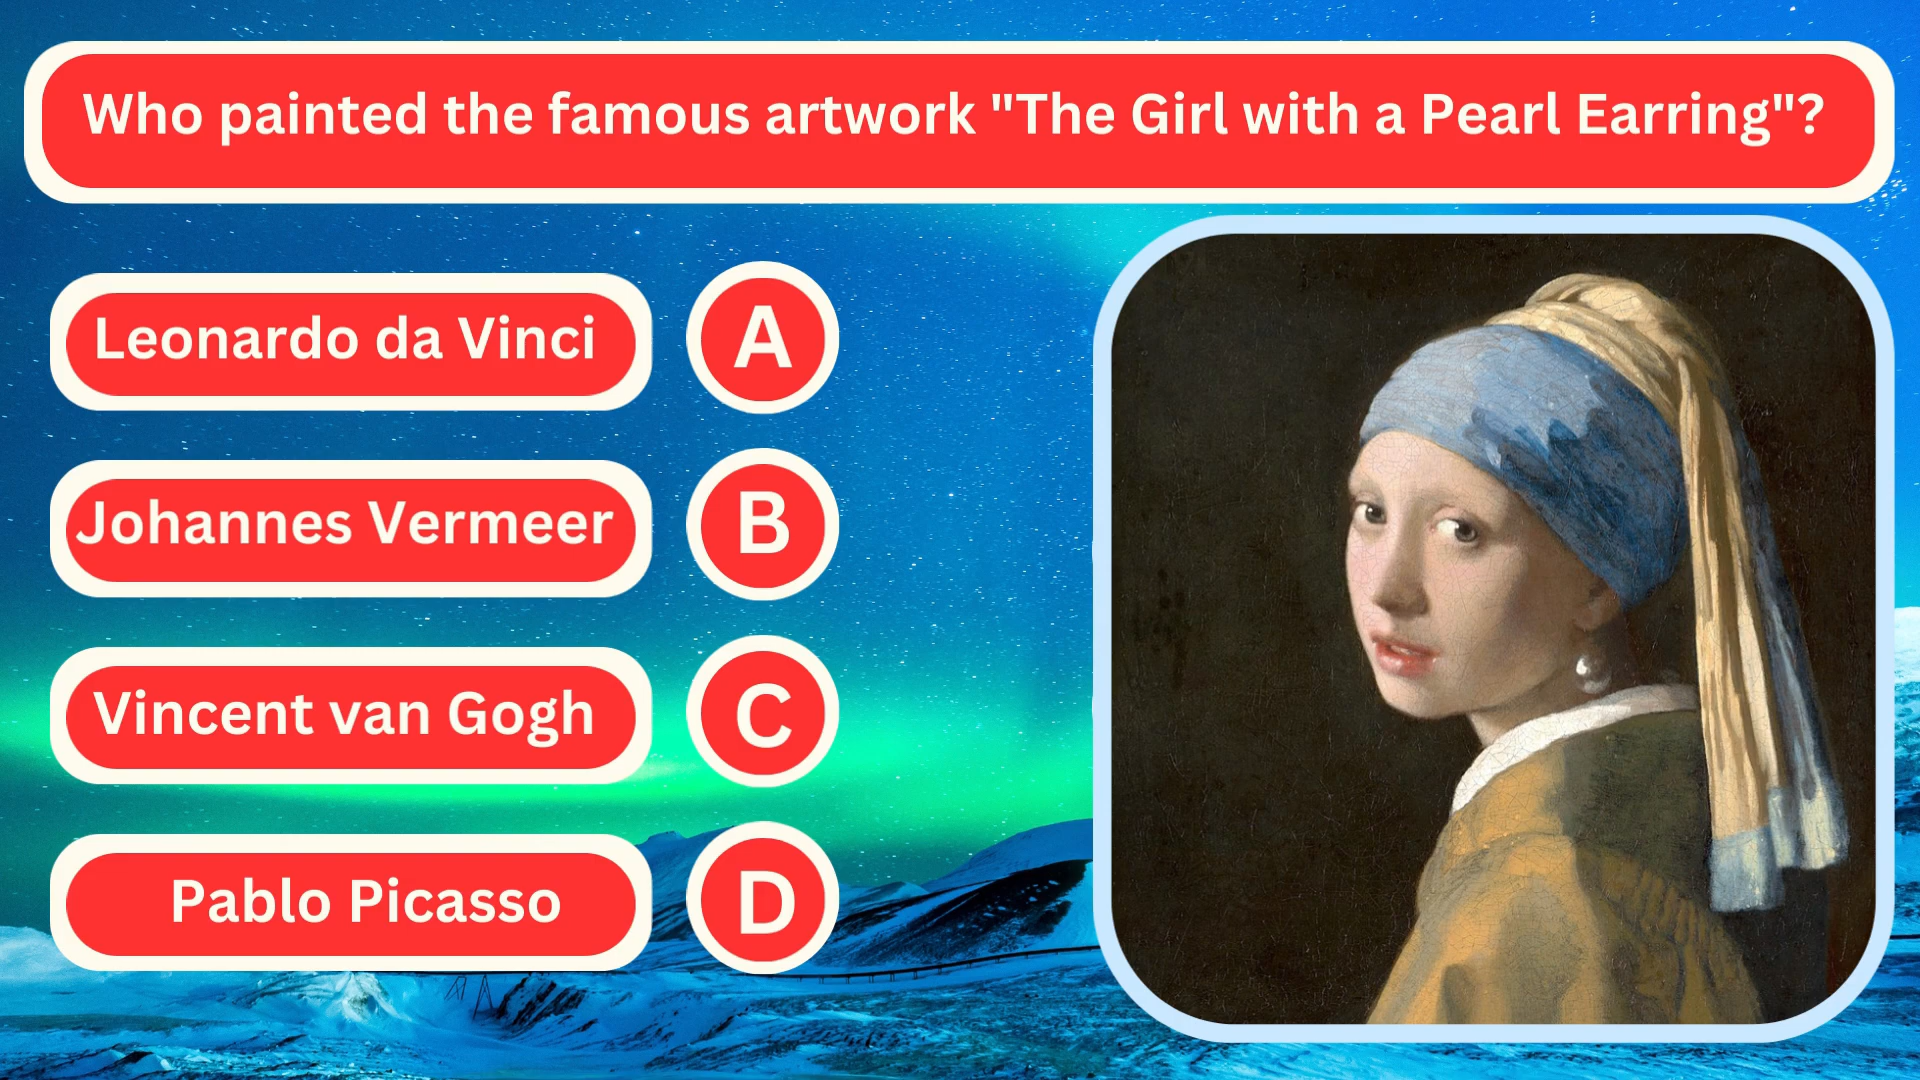 Who painted the famous artwork "The Girl with a Pearl Earring"?
Leonardo da Vinci A
Johannes Vermeer B
Vincent van Gogh C
Pablo Picasso D